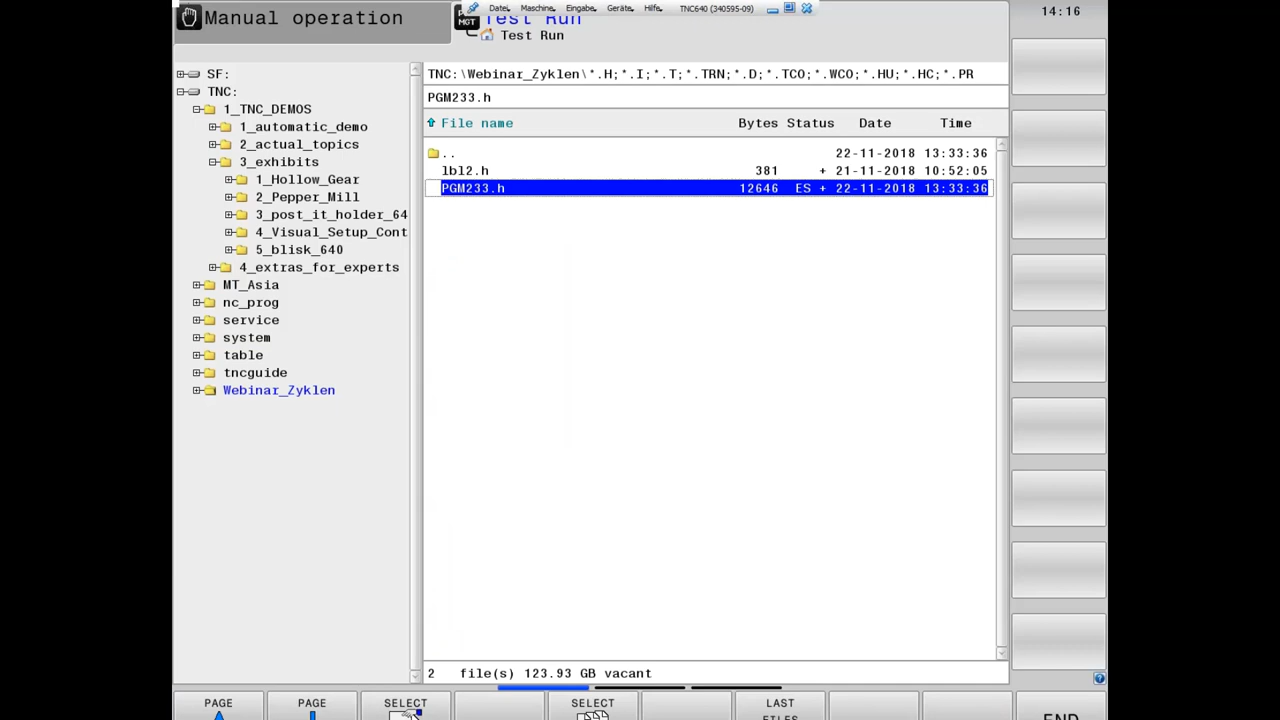 Manual operation
Datei Maschine Eingabe Geräte Hilfe TNC640 (340595-09)
PGM
MGT
Test Run
Test Run
14:16
SF:
TNC:
1_TNC_DEMOS
1_automatic_demo
2_actual_topics
3_exhibits
1_Hollow_Gear
2_Pepper_Mill
3_post_it_holder_64
4_Visual_Setup_Cont
5_blisk_640
4_extras_for_experts
MT_Asia
nc_prog
service
system
table
tncguide
Webinar_Zyklen
TNC:\Webinar_Zyklen\*.H;*.I;*.T;*.TRN;*.D;*.TCO;*.WCO;*.HU;*.HC;*.PR
PGM233.h
File name Bytes Status Date Time
.. 22-11-2018 13:33:36
lbl2.h 381 + 21-11-2018 10:52:05
PGM233.h 12646 ES + 22-11-2018 13:33:36
2 file(s) 123.93 GB vacant
PAGE
PAGE
SELECT
SELECT
LAST
FILES
END